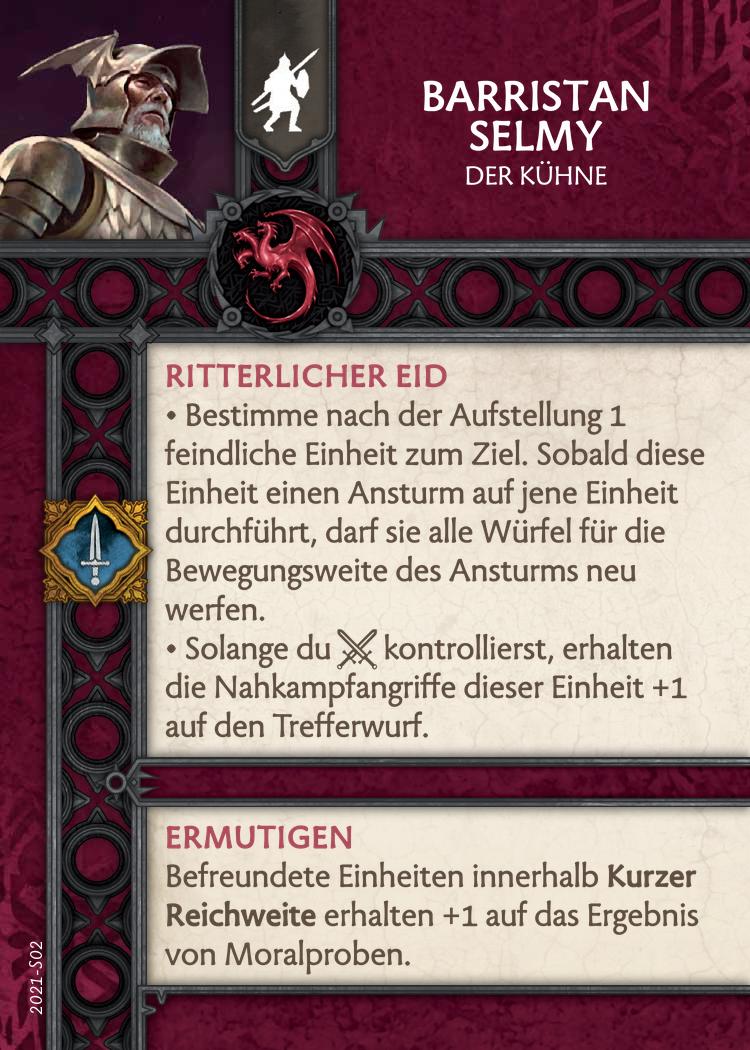 BARRISTAN
SELMY
DER KÜHNE
RITTERLICHER EID
• Bestimme nach der Aufstellung 1
feindliche Einheit zum Ziel. Sobald diese
Einheit einen Ansturm auf jene Einheit
durchführt, darf sie alle Würfel für die
Bewegungsweite des Ansturms neu
werfen.
• Solange du kontrollierst, erhalten
die Nahkampfangriffe dieser Einheit +1
auf den Trefferwurf.
ERMUTIGEN
Befreundete Einheiten innerhalb Kurzer
Reichweite erhalten +1 auf das Ergebnis
von Moralproben.
2021-S02